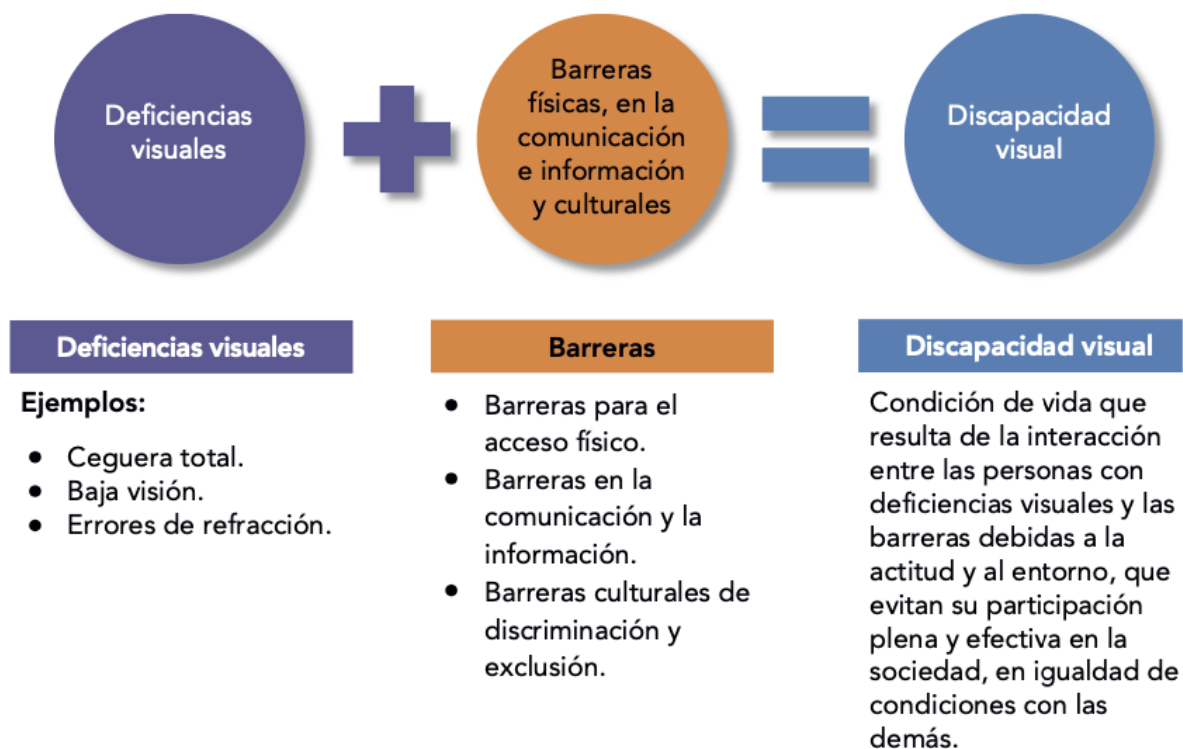 Deficiencias
visuales
Barreras
físicas, en la
comunicación
e información
y culturales
Discapacidad
visual
Deficiencias visuales
Ejemplos:
• Ceguera total.
• Baja visión.
• Errores de refracción.
Barreras
• Barreras para el
acceso físico.
• Barreras en la
comunicación y la
información.
• Barreras culturales de
discriminación y
exclusión.
Discapacidad visual
Condición de vida que
resulta de la interacción
entre las personas con
deficiencias visuales y las
barreras debidas a la
actitud y al entorno, que
evitan su participación
plena y efectiva en la
sociedad, en igualdad de
condiciones con las
demás.